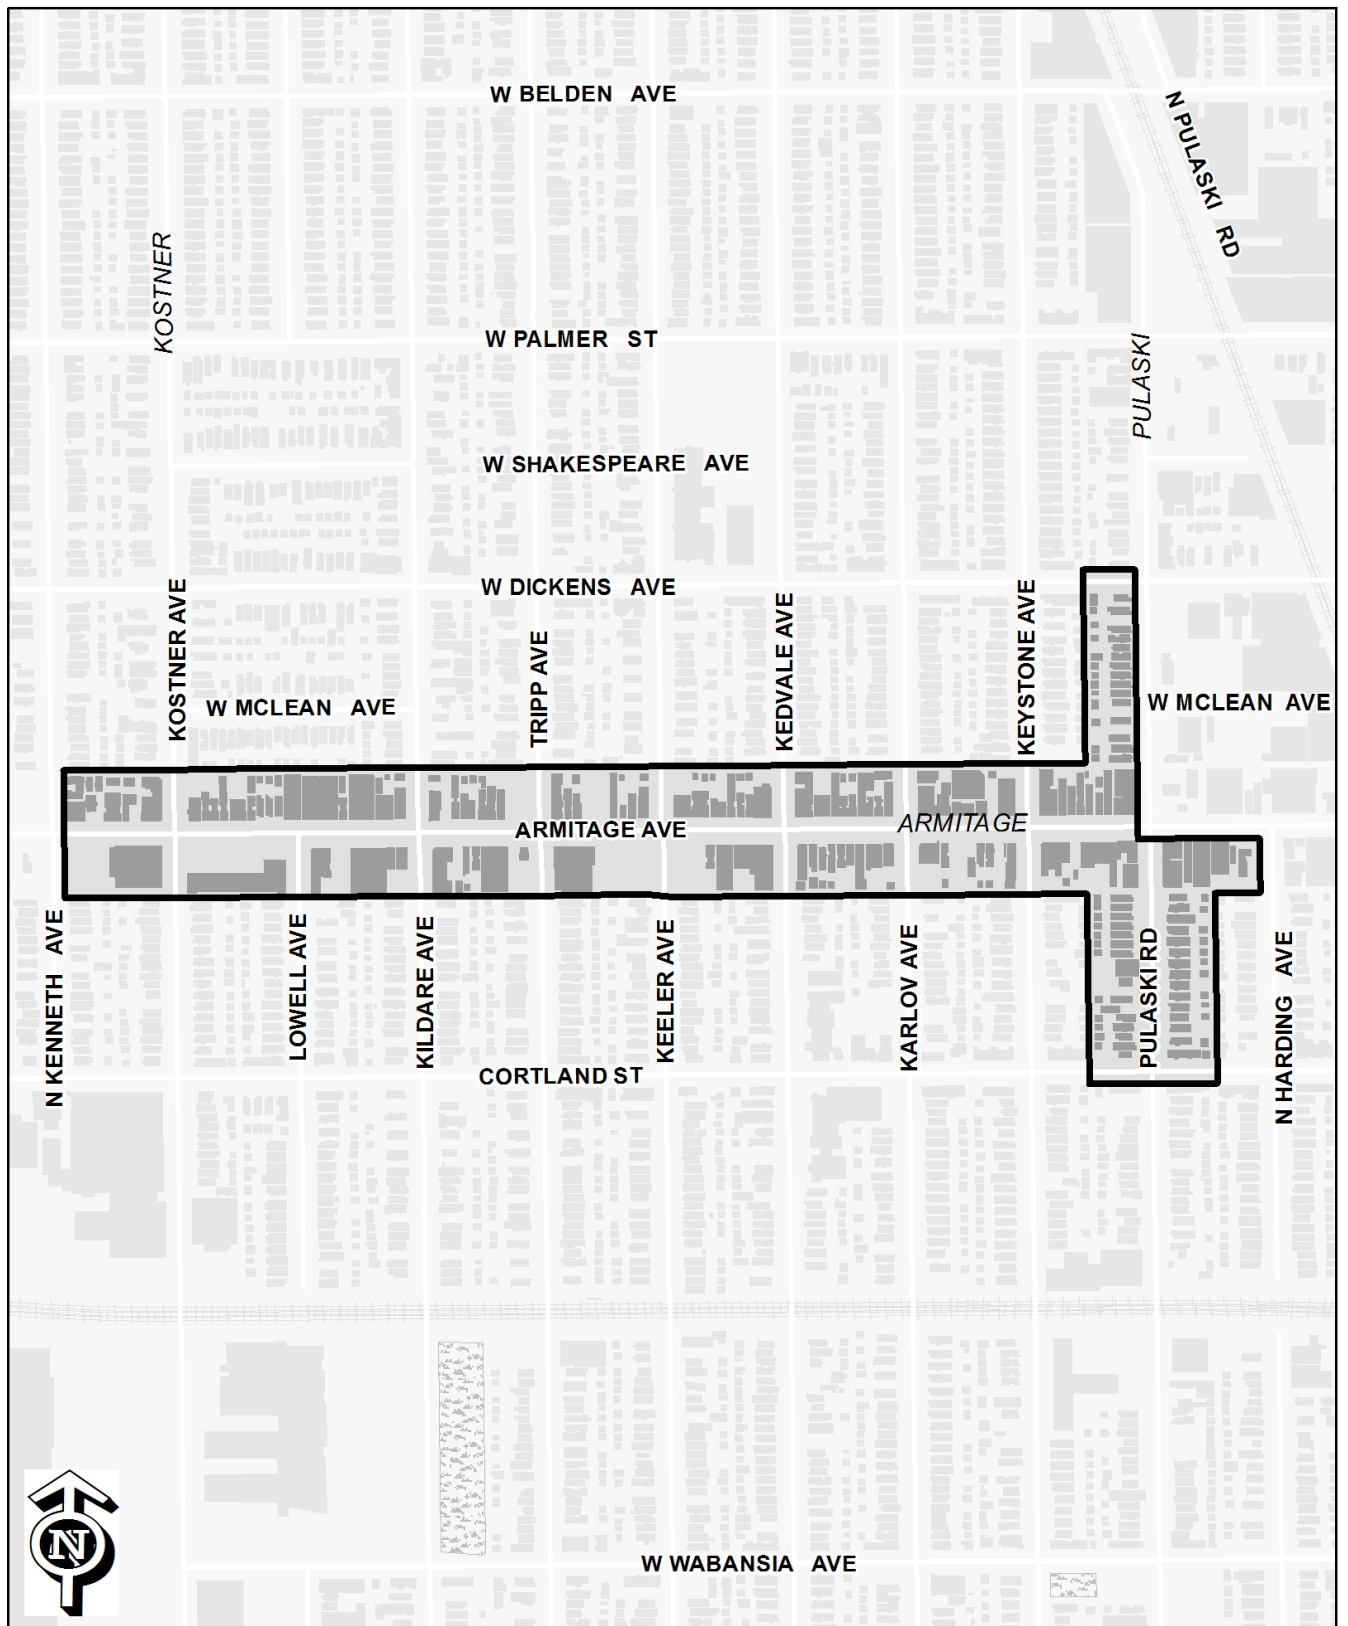 W BELDEN AVE
N PULASKI RD
KOSTNER
W PALMER ST
PULASKI
W SHAKESPEARE AVE
W DICKENS AVE
KOSTNER AVE
TRIPP AVE
KEDVALE AVE
KEYSTONE AVE
W MCLEAN AVE
W MCLEAN AVE
ARMITAGE AVE
ARMITAGE
N KENNETH AVE
LOWELL AVE
KILDARE AVE
KEELER AVE
KARLOV AVE
PULASKI RD
N HARDING AVE
CORTLAND ST
N
W WABANSIA AVE